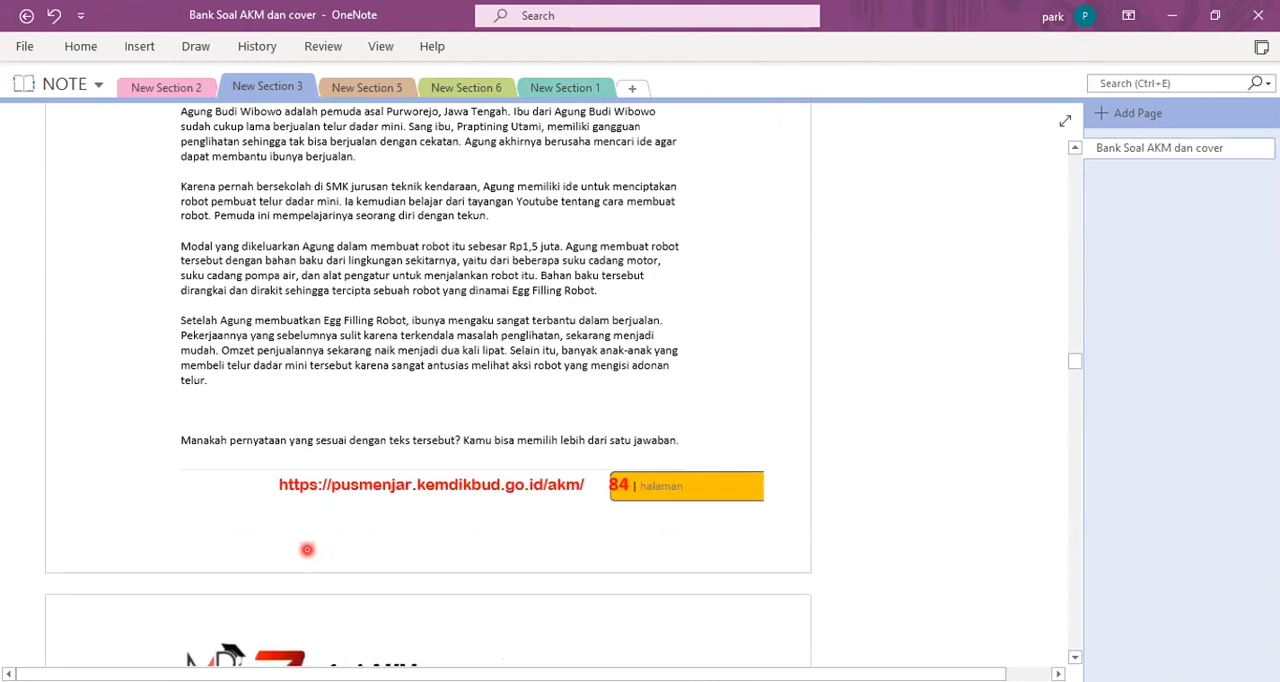 Bank Soal AKM dan cover - OneNote
Search
park
P
File
Home
Insert
Draw
History
Review
View
Help
NOTE
New Section 2
New Section 3
New Section 5
New Section 6
New Section 1
+
Search (Ctrl+E)
Add Page
Bank Soal AKM dan cover
Agung Budi Wibowo adalah pemuda asal Purworejo, Jawa Tengah. Ibu dari Agung Budi Wibowo
sudah cukup lama berjualan telur dadar mini. Sang ibu, Praptining Utami, memiliki gangguan
penglihatan sehingga tak bisa berjualan dengan cekatan. Agung akhirnya berusaha mencari ide agar
dapat membantu ibunya berjualan.
Karena pernah bersekolah di SMK jurusan teknik kendaraan, Agung memiliki ide untuk menciptakan
robot pembuat telur dadar mini. Ia kemudian belajar dari tayangan Youtube tentang cara membuat
robot. Pemuda ini mempelajarinya seorang diri dengan tekun.
Modal yang dikeluarkan Agung dalam membuat robot itu sebesar Rp1,5 juta. Agung membuat robot
tersebut dengan bahan baku dari lingkungan sekitarnya, yaitu dari beberapa suku cadang motor,
suku cadang pompa air, dan alat pengatur untuk menjalankan robot itu. Bahan baku tersebut
dirangkai dan dirakit sehingga tercipta sebuah robot yang dinamai Egg Filling Robot.
Setelah Agung membuatkan Egg Filling Robot, ibunya mengaku sangat terbantu dalam berjualan.
Pekerjaannya yang sebelumnya sulit karena terkendala masalah penglihatan, sekarang menjadi
mudah. Omzet penjualannya sekarang naik menjadi dua kali lipat. Selain itu, banyak anak-anak yang
membeli telur dadar mini tersebut karena sangat antusias melihat aksi robot yang mengisi adonan
telur.
Manakah pernyataan yang sesuai dengan teks tersebut? Kamu bisa memilih lebih dari satu jawaban.
https://pusmenjar.kemdikbud.go.id/akm/
84 | halaman